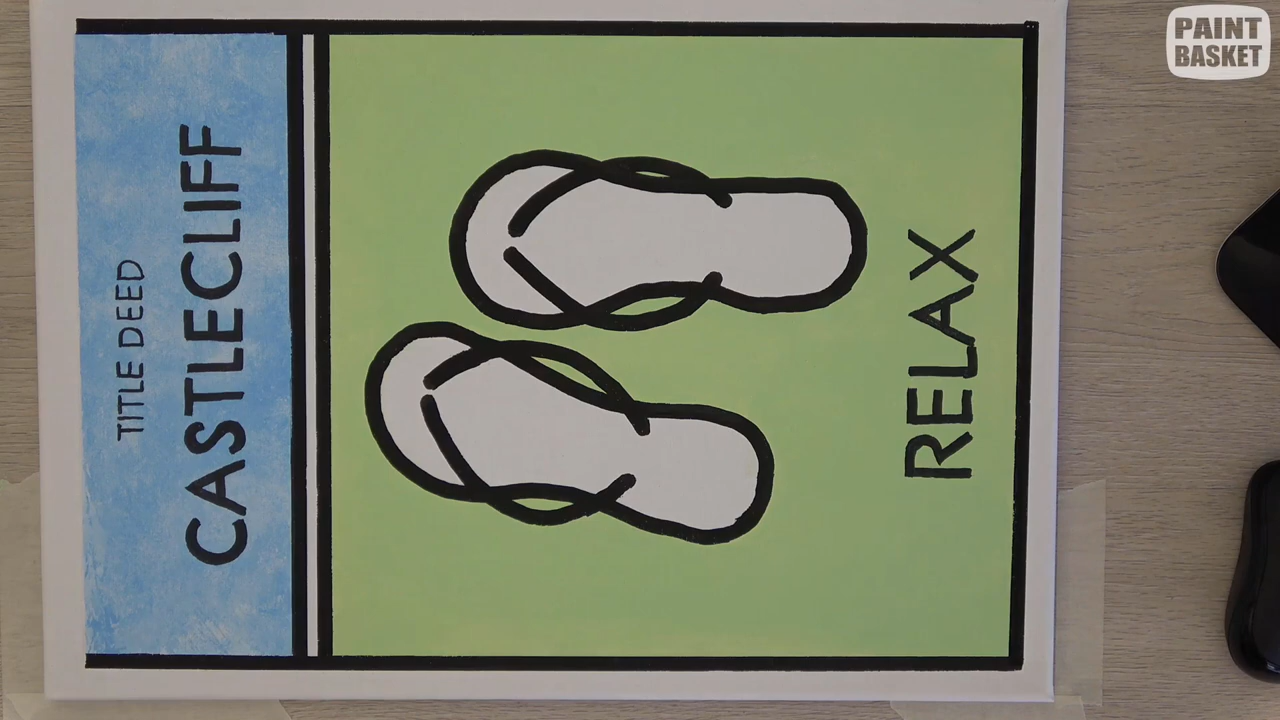 TITLE DEED
CASTLECLIFF
RELAX
PAINT
BASKET